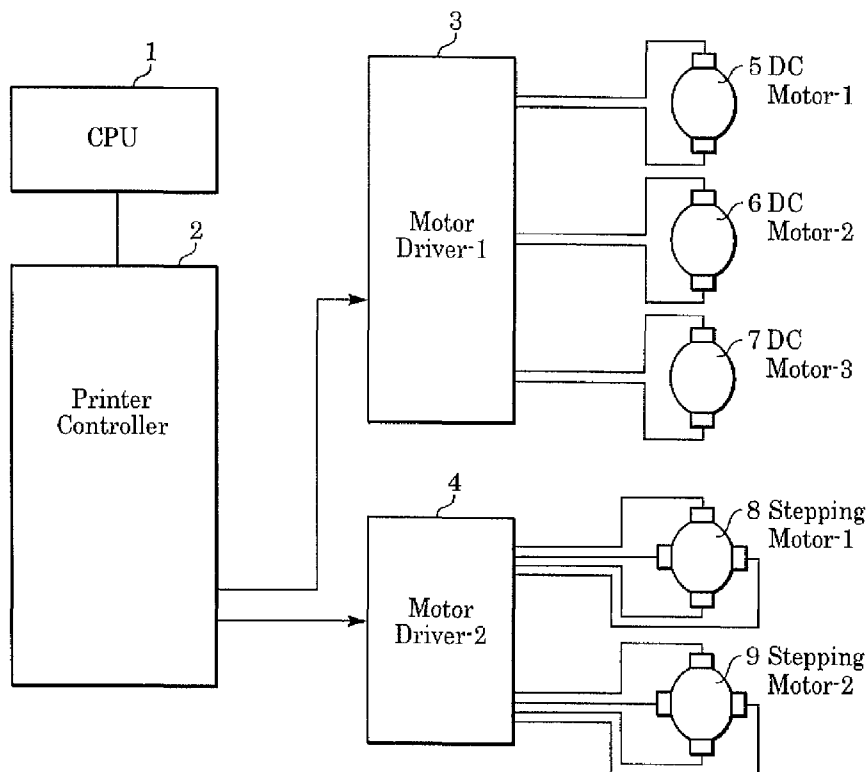 1
CPU
2
Printer
Controller
3
Motor
Driver-1
5 DC
Motor-1
6 DC
Motor-2
7 DC
Motor-3
4
Motor
Driver-2
8 Stepping
Motor-1
9 Stepping
Motor-2